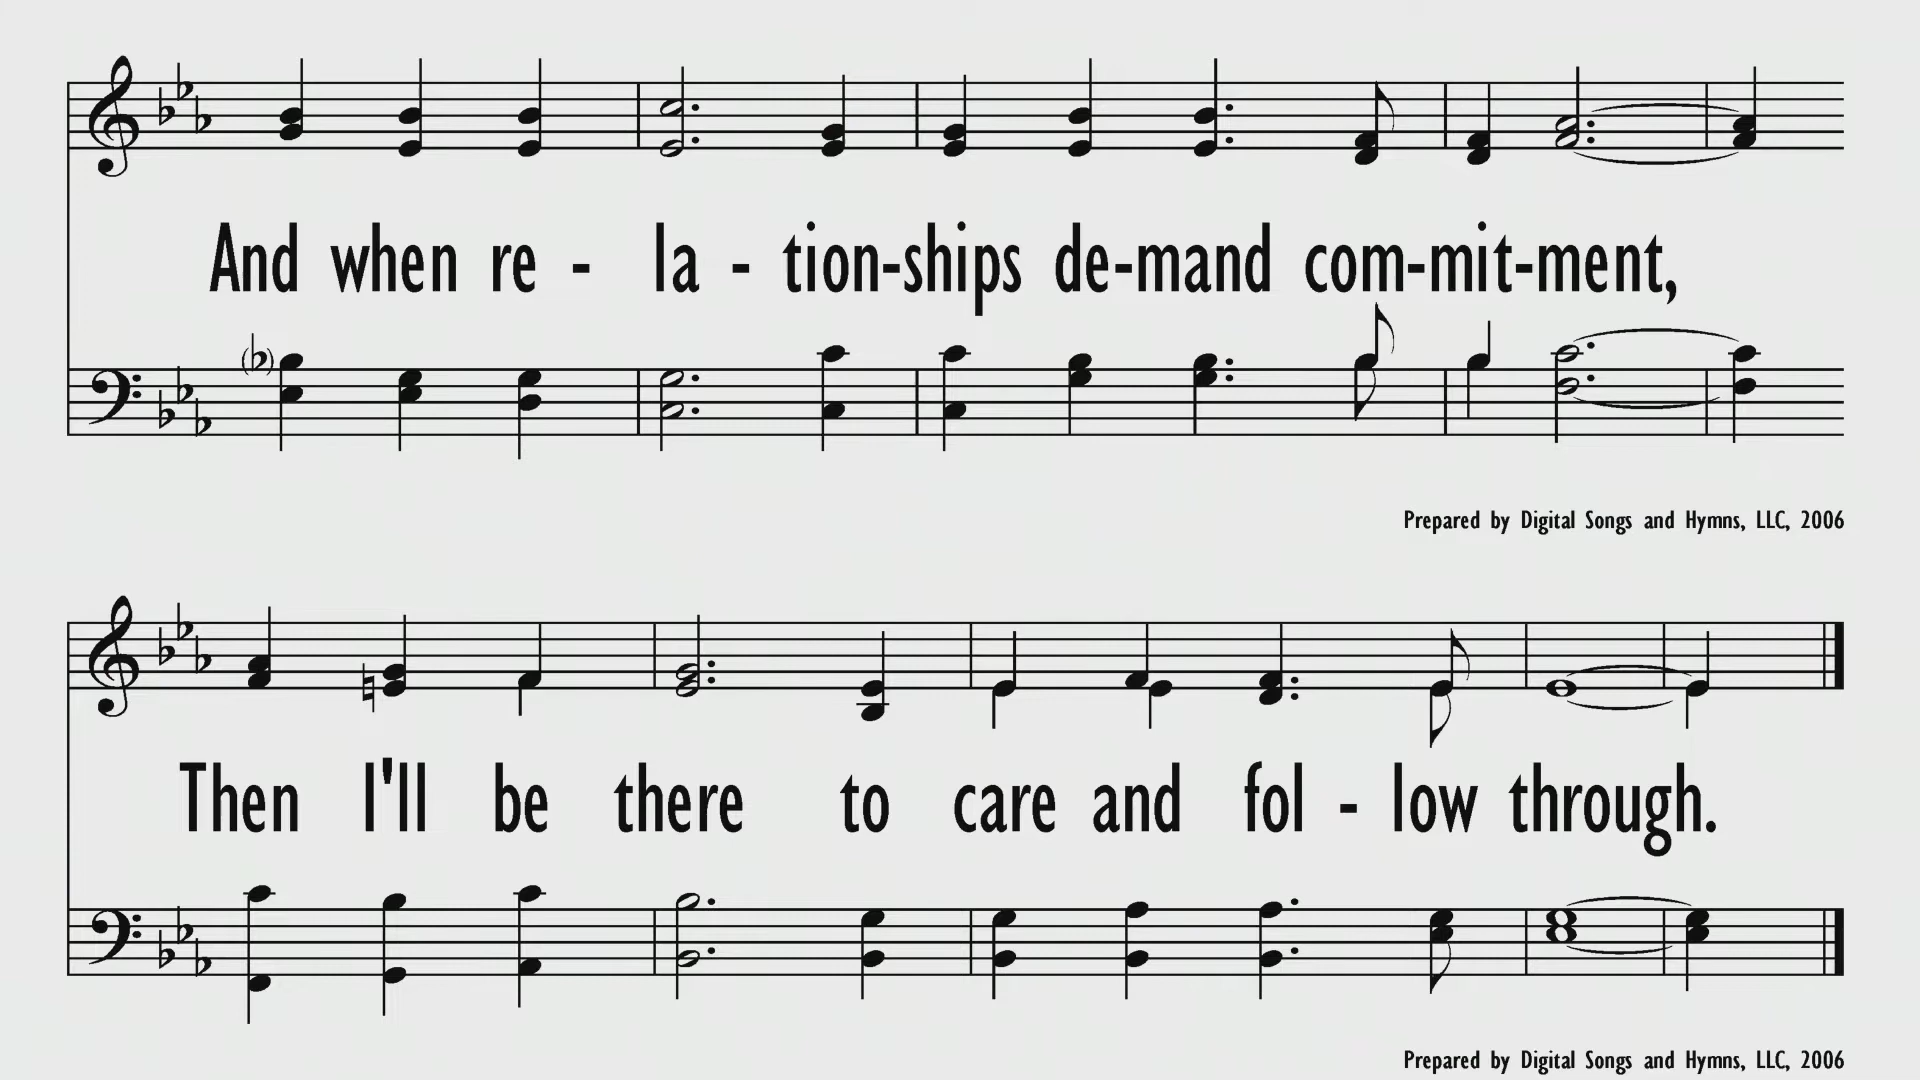 And when re - la - tion-ships de-mand com-mit-ment,
Prepared by Digital Songs and Hymns, LLC, 2006
Then I'll be there to care and fol - low through.
Prepared by Digital Songs and Hymns, LLC, 2006